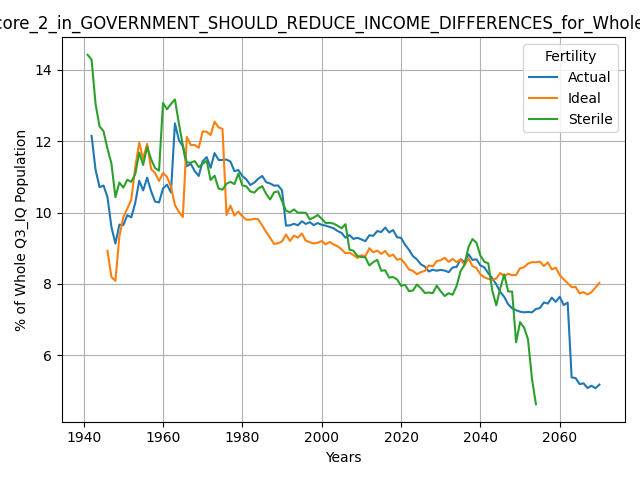 core_2_in_GOVERNMENT_SHOULD_REDUCE_INCOME_DIFFERENCES_for_Whole
Fertility
Actual
Ideal
Sterile
% of Whole Q3_IQ Population
14
12
10
8
6
1940
1960
1980
2000
2020
2040
2060
Years